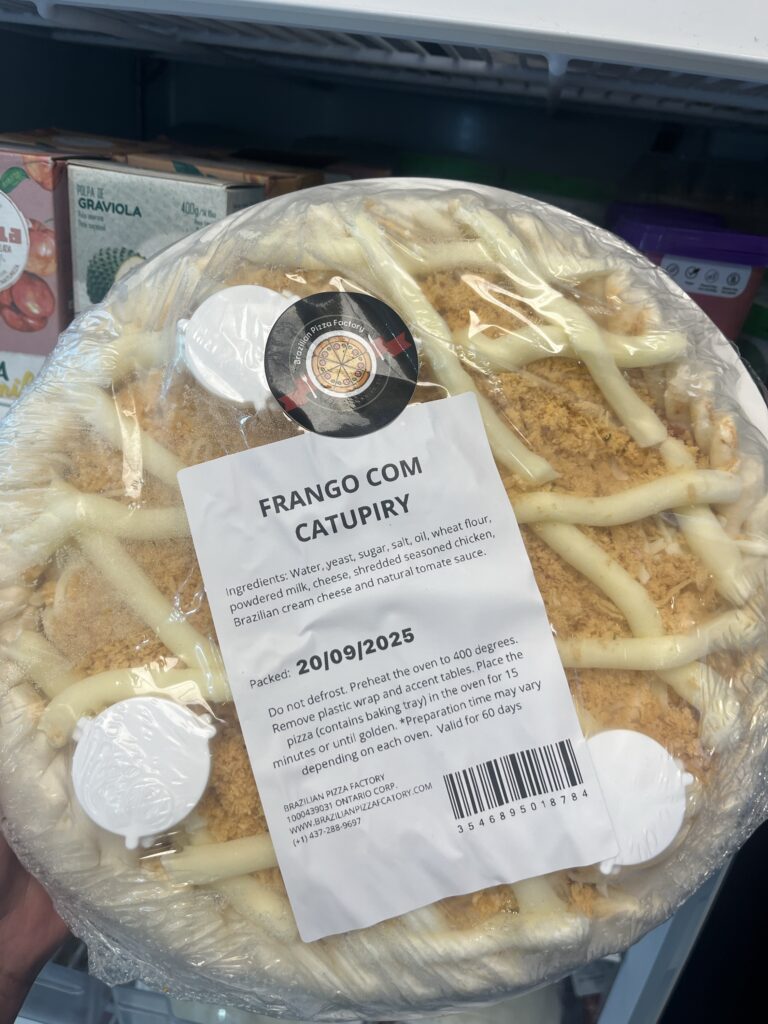 POLPA DE
GRAVIOLA
400g
Brazilian Pizza Factory
FRANGO COM
CATUPIRY
Ingredients: Water, yeast, sugar, salt, oil, wheat flour,
powdered milk, cheese, shredded seasoned chicken,
Brazilian cream cheese and natural tomate sauce.
Packed: 20/09/2025
Do not defrost. Preheat the oven to 400 degrees.
Remove plastic wrap and accent tables. Place the
pizza (contains baking tray) in the oven for 15
minutes or until golden. *Preparation time may vary
depending on each oven. Valid for 60 days
BRAZILIAN PIZZA FACTORY
1000439031 ONTARIO CORP.
WWW.BRAZILIANPIZZAFCATORY.COM
(+1) 437-288-9697
3546895018784